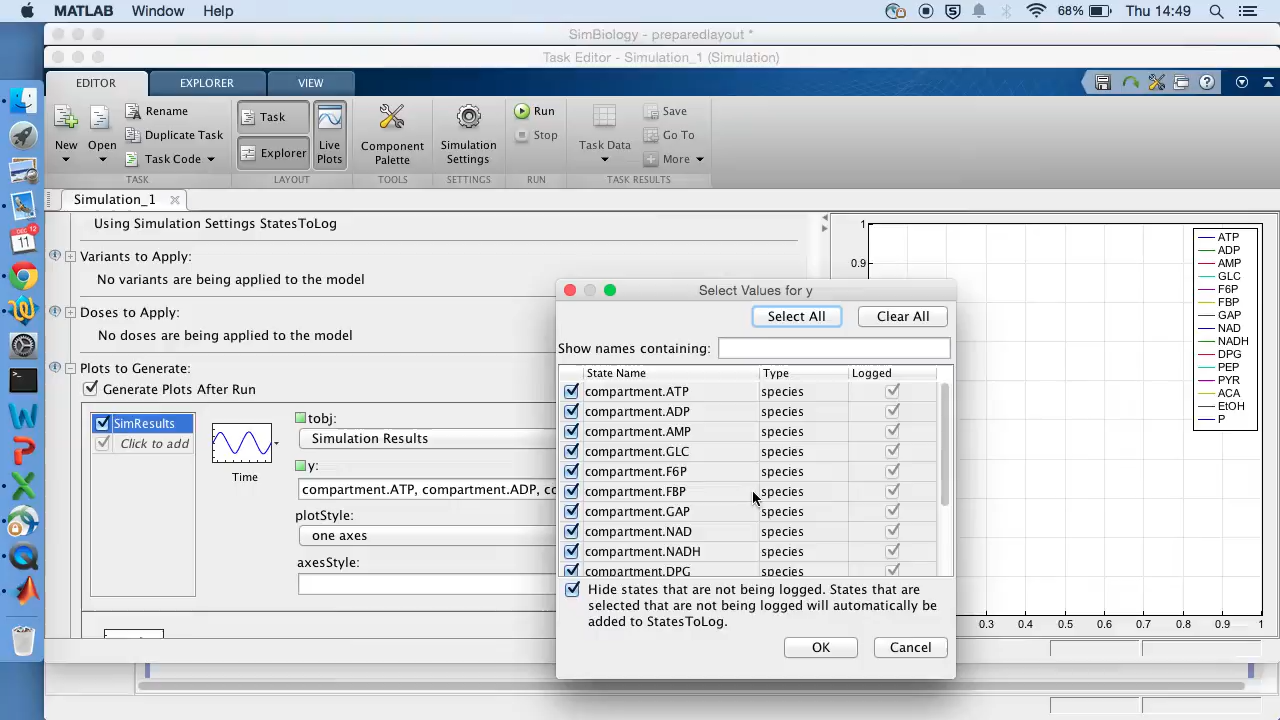 MATLAB Window Help 68% Thu 14:49
SimBiology - preparedlayout *
Task Editor - Simulation_1 (Simulation)
EDITOR EXPLORER VIEW
New
Open
Rename
Duplicate Task
Task Code
TASK
Task
Explorer
Live Plots
LAYOUT
Component Palette
TOOLS
Simulation Settings
SETTINGS
Run
Stop
RUN
Task Data
Save
Go To
More
TASK RESULTS
Simulation_1
Using Simulation Settings StatesToLog
Variants to Apply:
No variants are being applied to the model
Doses to Apply:
No doses are being applied to the model
Plots to Generate:
Generate Plots After Run
SimResults
Click to add
Time
tobj:
Simulation Results
y:
compartment.ATP, compartment.ADP, co
plotStyle:
one axes
axesStyle:
Select Values for y
Select All Clear All
Show names containing:
State Name Type Logged
compartment.ATP species
compartment.ADP species
compartment.AMP species
compartment.GLC species
compartment.F6P species
compartment.FBP species
compartment.GAP species
compartment.NAD species
compartment.NADH species
compartment.DPG species
Hide states that are not being logged. States that are
selected that are not being logged will automatically be
added to StatesToLog.
OK Cancel
1
0.9
0.3 0.4 0.5 0.6 0.7 0.8 0.9 1
ATP
ADP
AMP
GLC
F6P
FBP
GAP
NAD
NADH
DPG
PEP
PYR
ACA
EtOH
P
DEC 12
11